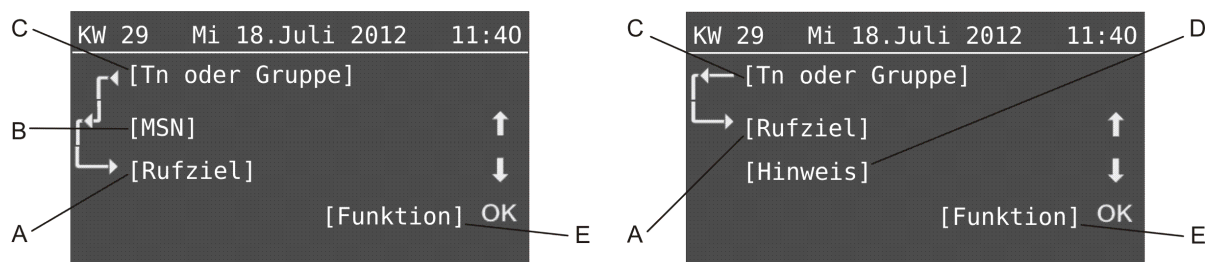 C
KW 29 Mi 18.Juli 2012 11:40
[Tn oder Gruppe]
B
[MSN]
[Rufziel]
A
[Funktion] OK
E
C
D
KW 29 Mi 18.Juli 2012 11:40
[Tn oder Gruppe]
[Rufziel]
[Hinweis]
A
[Funktion] OK
E